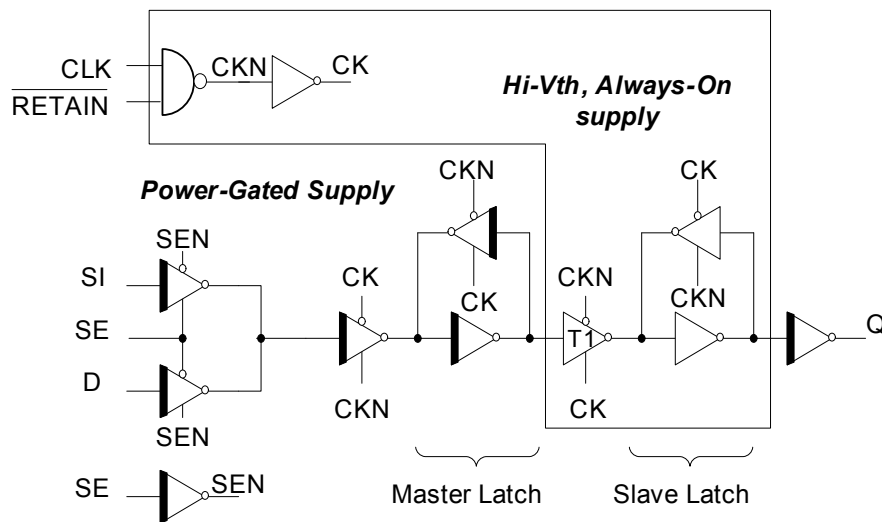 CLK
CKN
CK
RETAIN
Hi-Vth, Always-On
supply
Power-Gated Supply
CKN
CK
SEN
SI
CK
CKN
CK
CKN
SE
T1
Q
D
CKN
CK
SEN
SE
SEN
Master Latch
Slave Latch